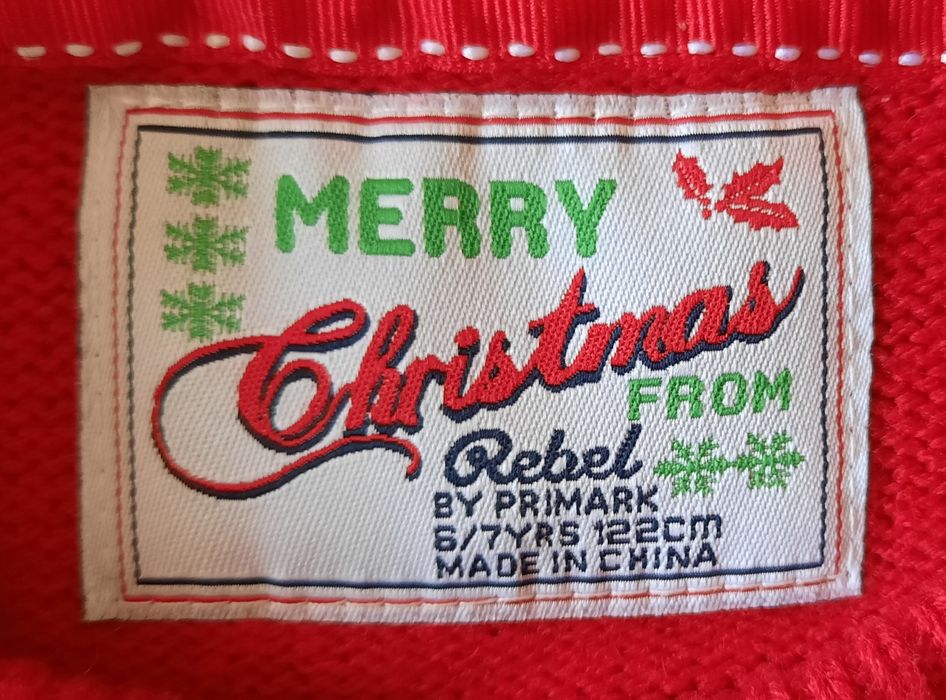 MERRY
Christmas
FROM
Rebel
BY PRIMARK
6/7YRS 122cm
MADE IN CHINA